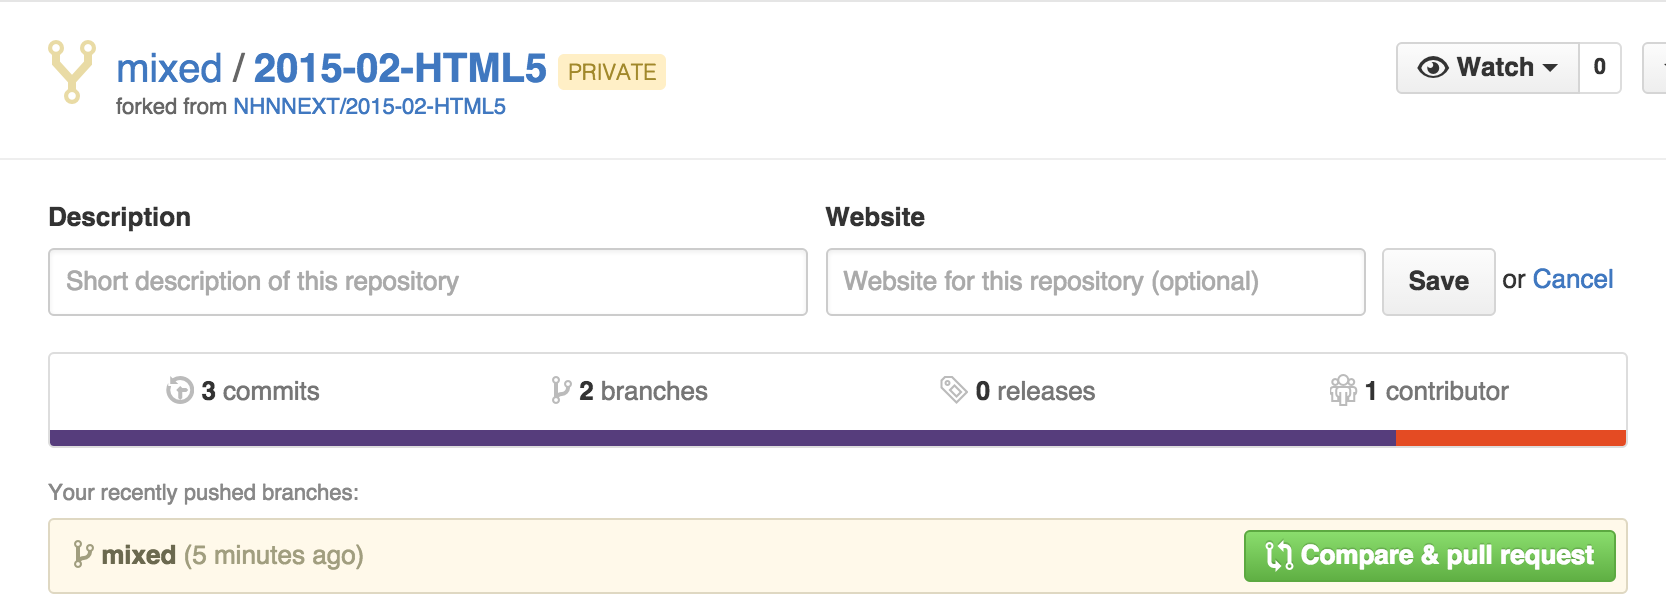 mixed / 2015-02-HTML5 PRIVATE
Watch 0
forked from NHNNEXT/2015-02-HTML5
Description
Website
Short description of this repository
Website for this repository (optional)
Save or Cancel
3 commits
2 branches
0 releases
1 contributor
Your recently pushed branches:
mixed (5 minutes ago)
Compare & pull request